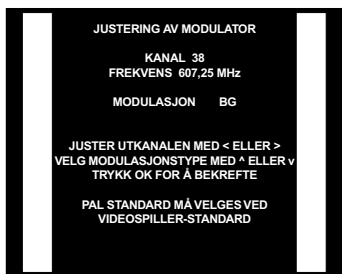 JUSTERING AV MODULATOR
KANAL 38
FREKVENS 607,25 MHz
MODULASJON BG
JUSTER UTKANALEN MED < ELLER >
VELG MODULASJONSTYPE MED ^ ELLER v
TRYKK OK FOR Å BEKREFTE
PAL STANDARD MÅ VELGES VED
VIDEOSPILLER-STANDARD